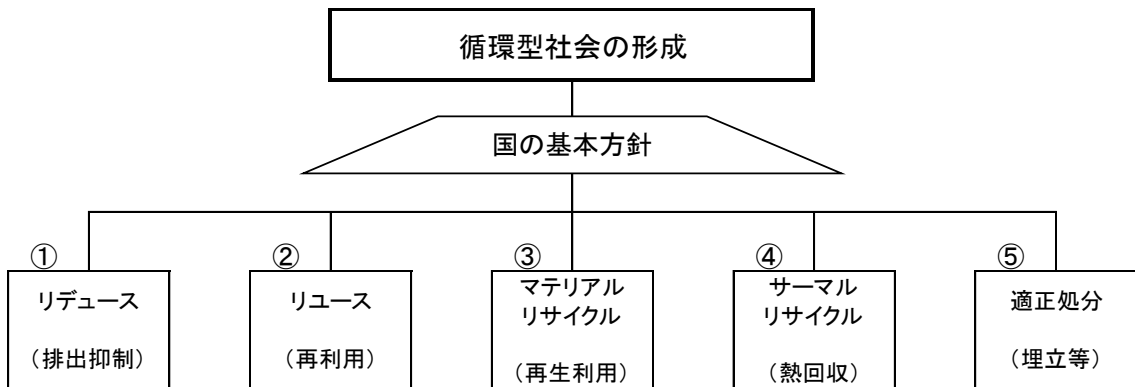 循環型社会の形成
国の基本方針
①
リデュース
（排出抑制）
②
リユース
（再利用）
③
マテリアル
リサイクル
（再生利用）
④
サーマル
リサイクル
（熱回収）
⑤
適正処分
（埋立等）